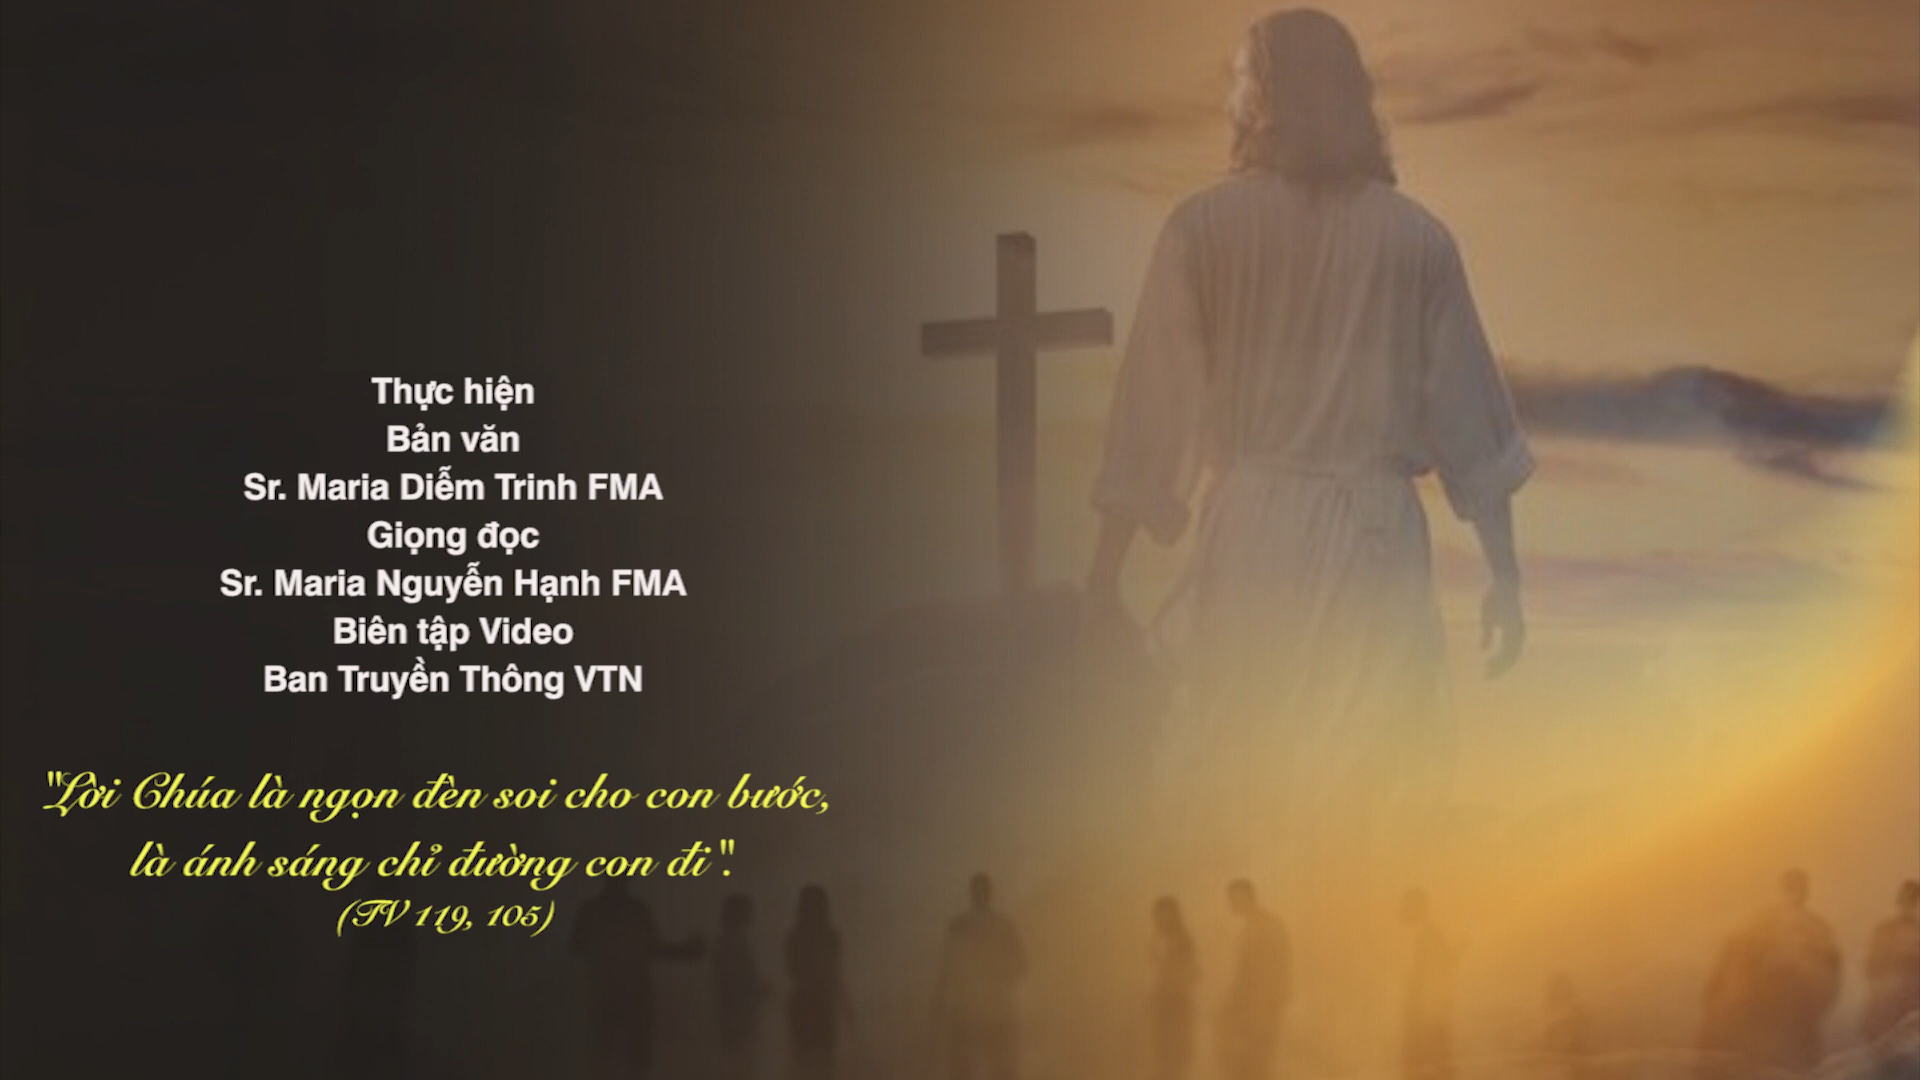 Thực hiện
Bản văn
Sr. Maria Diễm Trinh FMA
Giọng đọc
Sr. Maria Nguyễn Hạnh FMA
Biên tập Video
Ban Truyền Thông VTN
"Lời Chúa là ngọn đèn soi cho con bước,
là ánh sáng chỉ đường con đi".
(TV 119, 105)